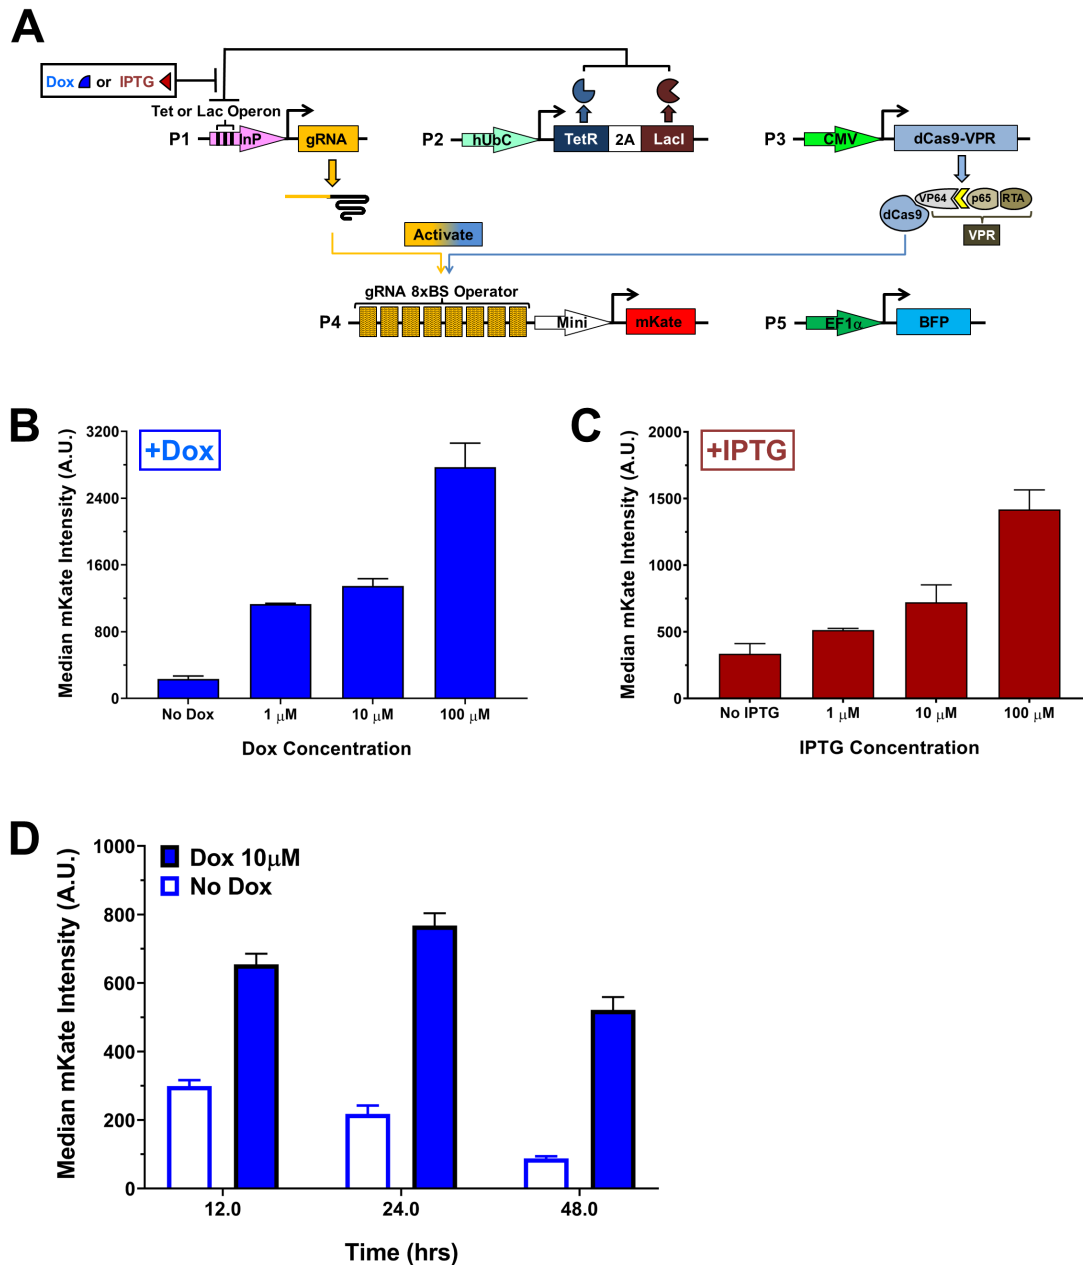 A
Dox or IPTG
Tet or Lac Operon
P1 InP gRNA
P2 hUbC TetR 2A LacI
P3 CMV dCas9-VPR
dCas9 VP64 p65 RTA
VPR
Activate
gRNA 8xBS Operator
P4 Mini mKate
P5 EF1α BFP
B
+Dox
Median mKate Intensity (A.U.)
3200
2400
1600
800
0
No Dox 1 μM 10 μM 100 μM
Dox Concentration
C
+IPTG
Median mKate Intensity (A.U.)
2000
1500
1000
500
0
No IPTG 1 μM 10 μM 100 μM
IPTG Concentration
D
Dox 10μM
No Dox
Median mKate Intensity (A.U.)
1000
800
600
400
200
0
12.0 24.0 48.0
Time (hrs)